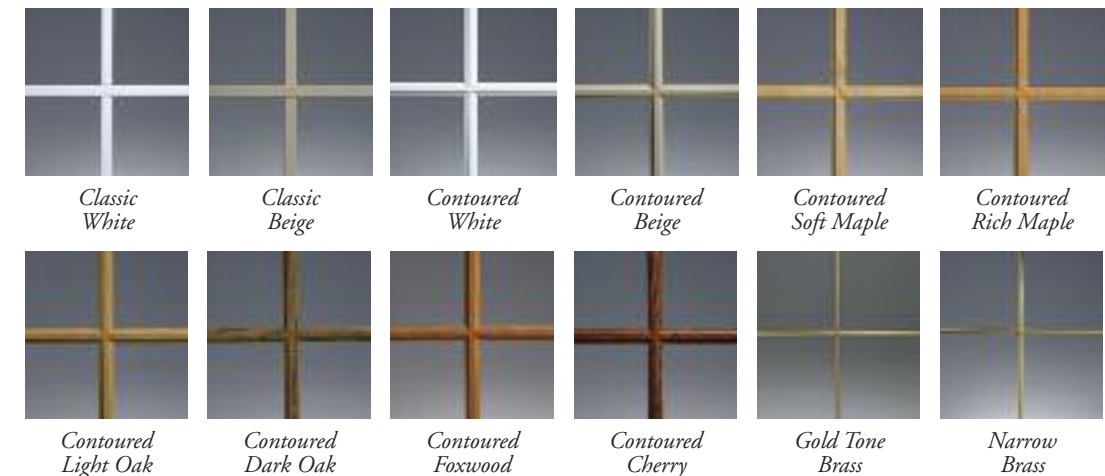 Classic
White
Classic
Beige
Contoured
White
Contoured
Beige
Contoured
Soft Maple
Contoured
Rich Maple
Contoured
Light Oak
Contoured
Dark Oak
Contoured
Foxwood
Contoured
Cherry
Gold Tone
Brass
Narrow
Brass